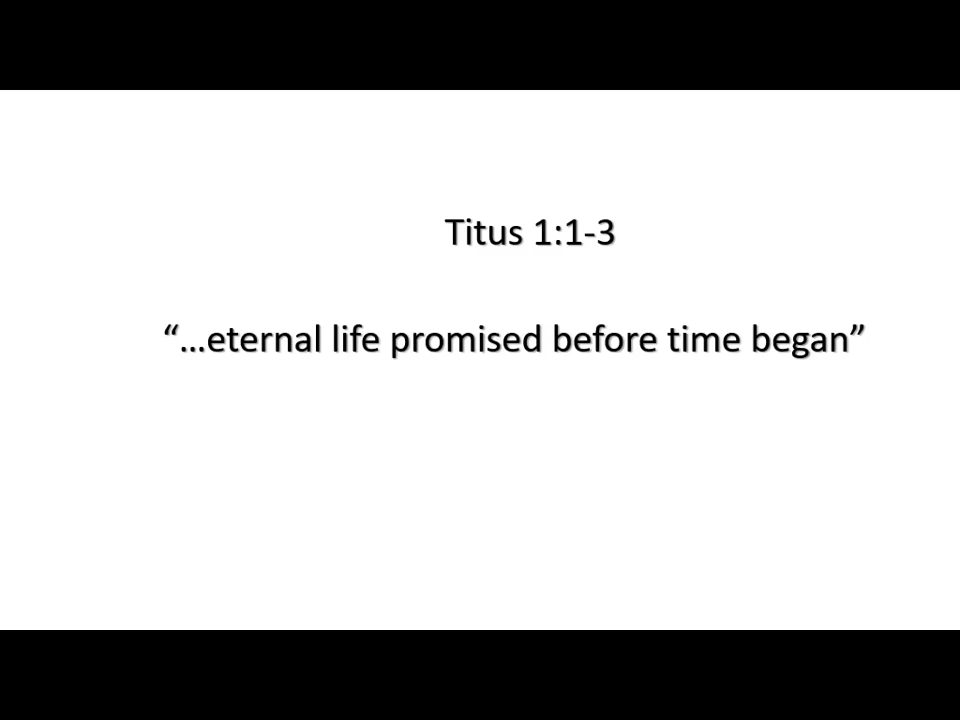 Titus 1:1-3
“…eternal life promised before time began”